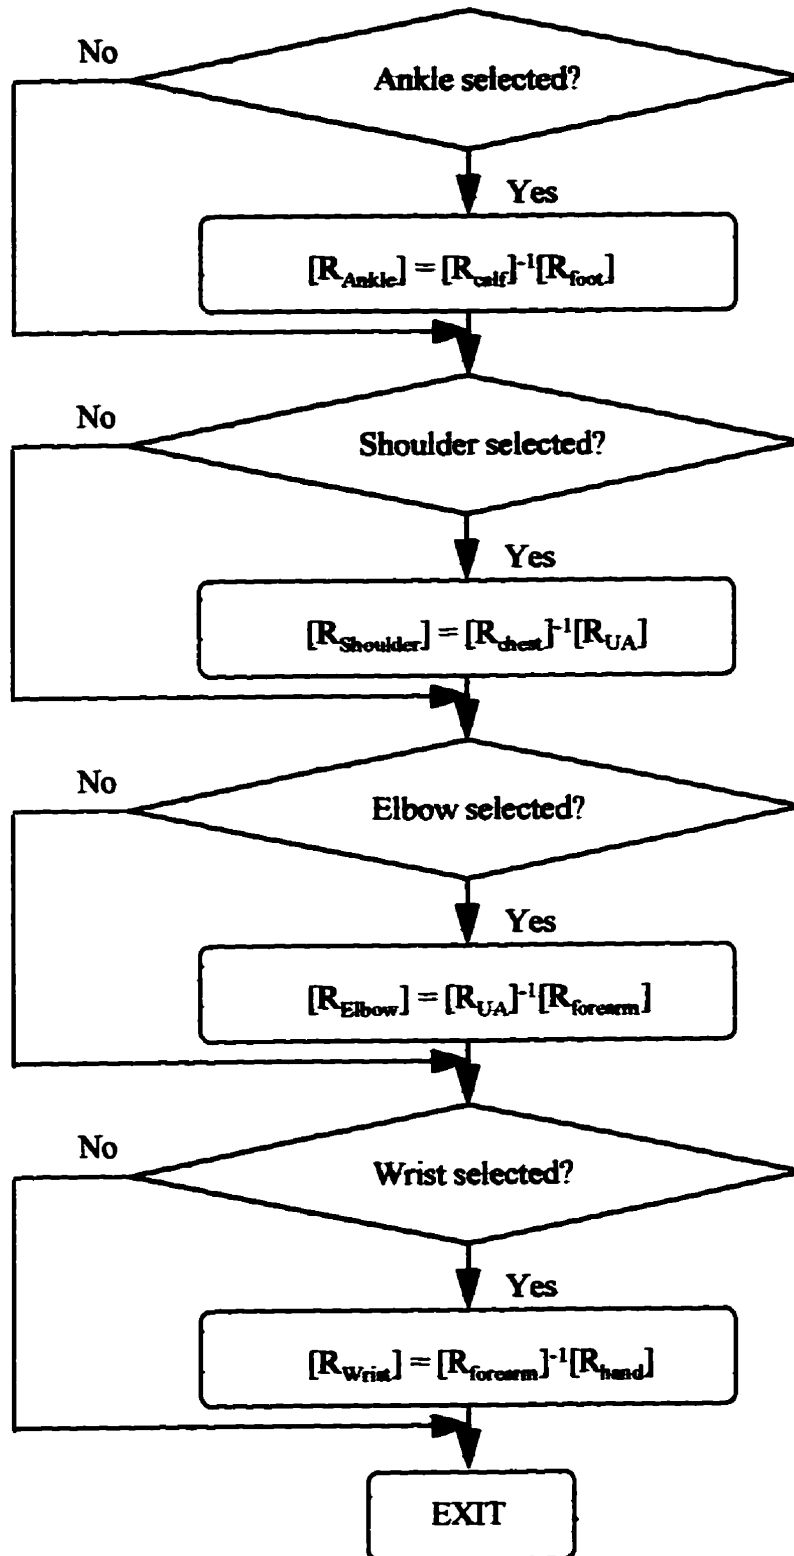 No
Ankle selected?
Yes
[R_Ankle] = [R_calf]^-1[R_foot]
No
Shoulder selected?
Yes
[R_Shoulder] = [R_chest]^-1[R_UA]
No
Elbow selected?
Yes
[R_Elbow] = [R_UA]^-1[R_forearm]
No
Wrist selected?
Yes
[R_Wrist] = [R_forearm]^-1[R_hand]
EXIT